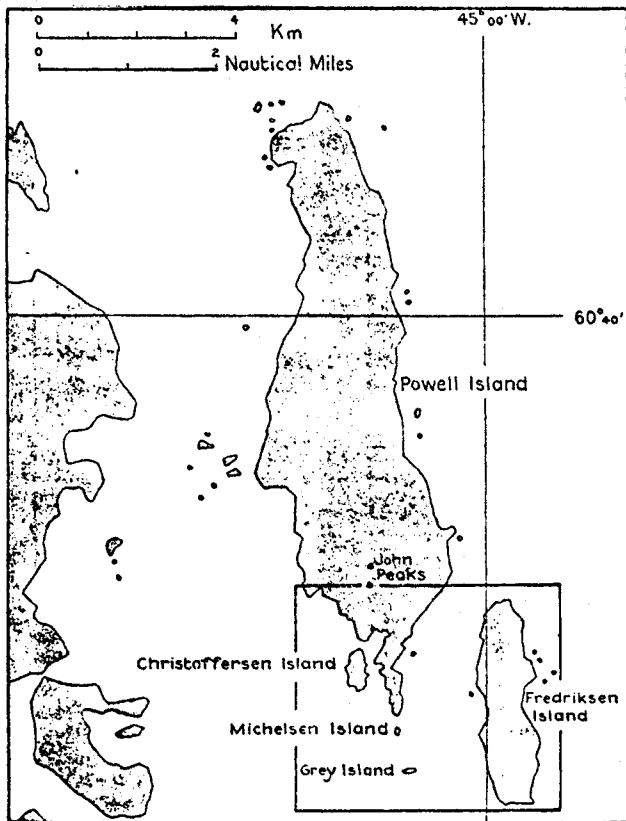 0 4
Km
0 2
Nautical Miles
45°00' W.
60°40'
Powell Island
John
Peaks
Christoffersen Island
Fredriksen
Island
Michelsen Island
Grey Island